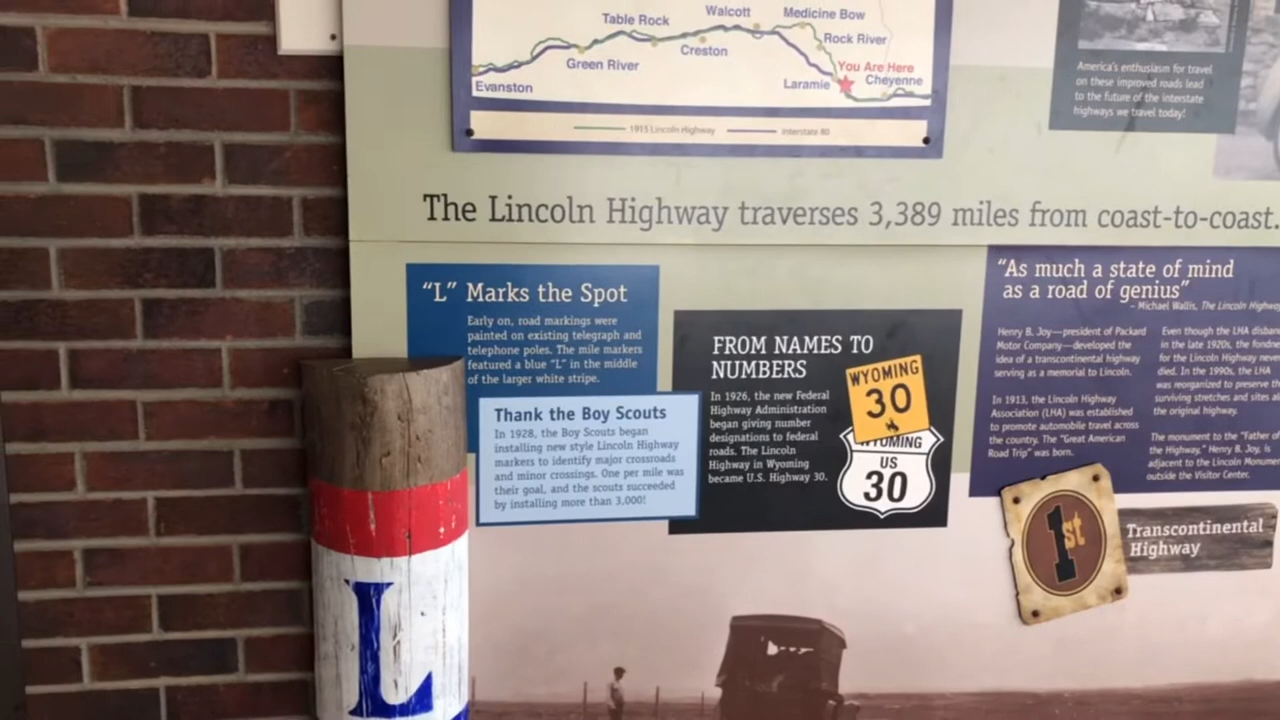 Table Rock
Walcott
Medicine Bow
Rock River
Green River
Creston
You Are Here
Evanston
Laramie
Cheyenne
1915 Lincoln Highway
Interstate 80
America's enthusiasm for travel
on these improved roads lead
to the future of the interstate
highways we travel today!
The Lincoln Highway traverses 3,389 miles from coast-to-coast.
"L" Marks the Spot
Early on, road markings were
painted on existing telegraph and
telephone poles. The mile markers
featured a blue "L" in the middle
of the larger white stripe.
Thank the Boy Scouts
In 1928, the Boy Scouts began
installing new style Lincoln Highway
markers to identify major crossroads
and minor crossings. One per mile was
their goal, and the scouts succeeded
by installing more than 3,000!
FROM NAMES TO
NUMBERS
In 1926, the new Federal
Highway Administration
began giving number
designations to federal
roads. The Lincoln
Highway in Wyoming
became U.S. Highway 30.
WYOMING
30
WYOMING
US
30
"As much a state of mind
as a road of genius"
– Michael Wallis, The Lincoln
Henry B. Joy—president of Packard
Motor Company—developed the
idea of a transcontinental highway
serving as a memorial to Lincoln.
In 1913, the Lincoln Highway
Association (LHA) was established
to promote automobile travel across
the country. The "Great American
Road Trip" was born.
Even though the LHA
in the late 1920s, the
for the Lincoln Highway
died. In the 1990s, the LHA
was reorganized to preserve
surviving stretches and sites
the original highway.
The monument to the "Father of
the Highway," Henry B. Joy, is
adjacent to the Lincoln
outside the Visitor Center.
1st
Transcontinental
Highway
L